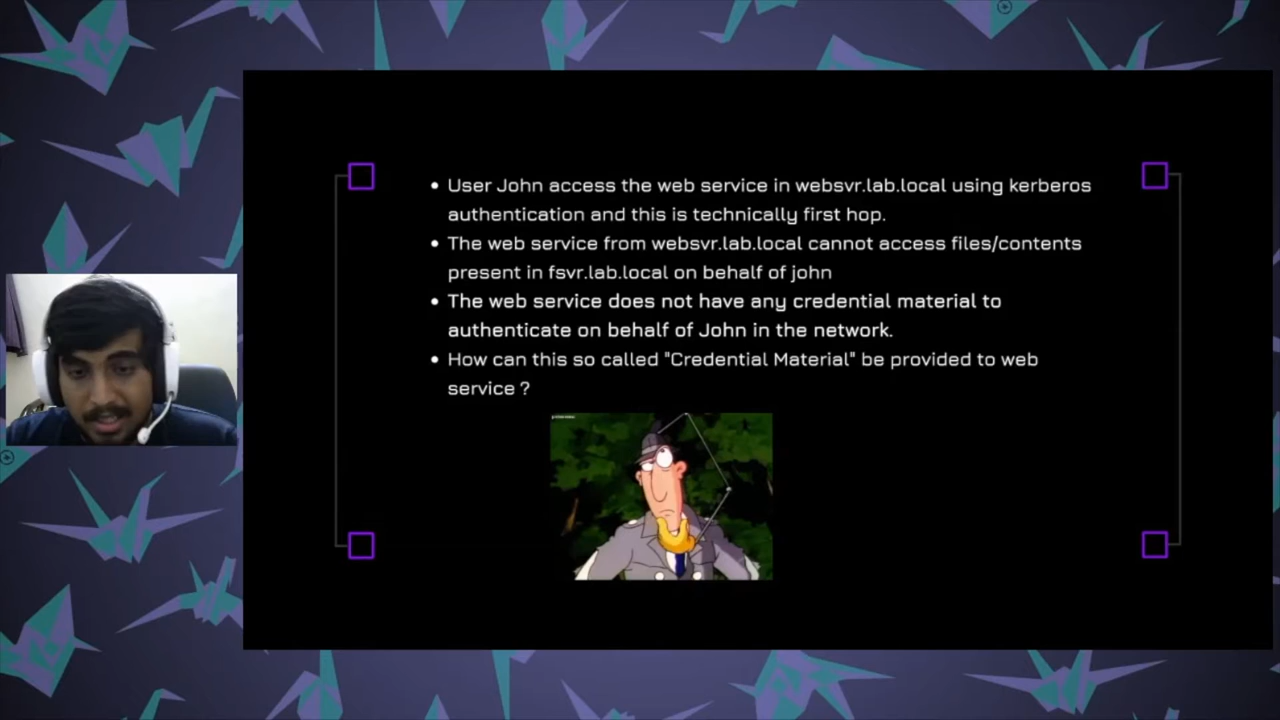 • User John access the web service in websvr.lab.local using kerberos
authentication and this is technically first hop.
• The web service from websvr.lab.local cannot access files/contents
present in fsvr.lab.local on behalf of john
• The web service does not have any credential material to
authenticate on behalf of John in the network.
• How can this so called "Credential Material" be provided to web
service ?